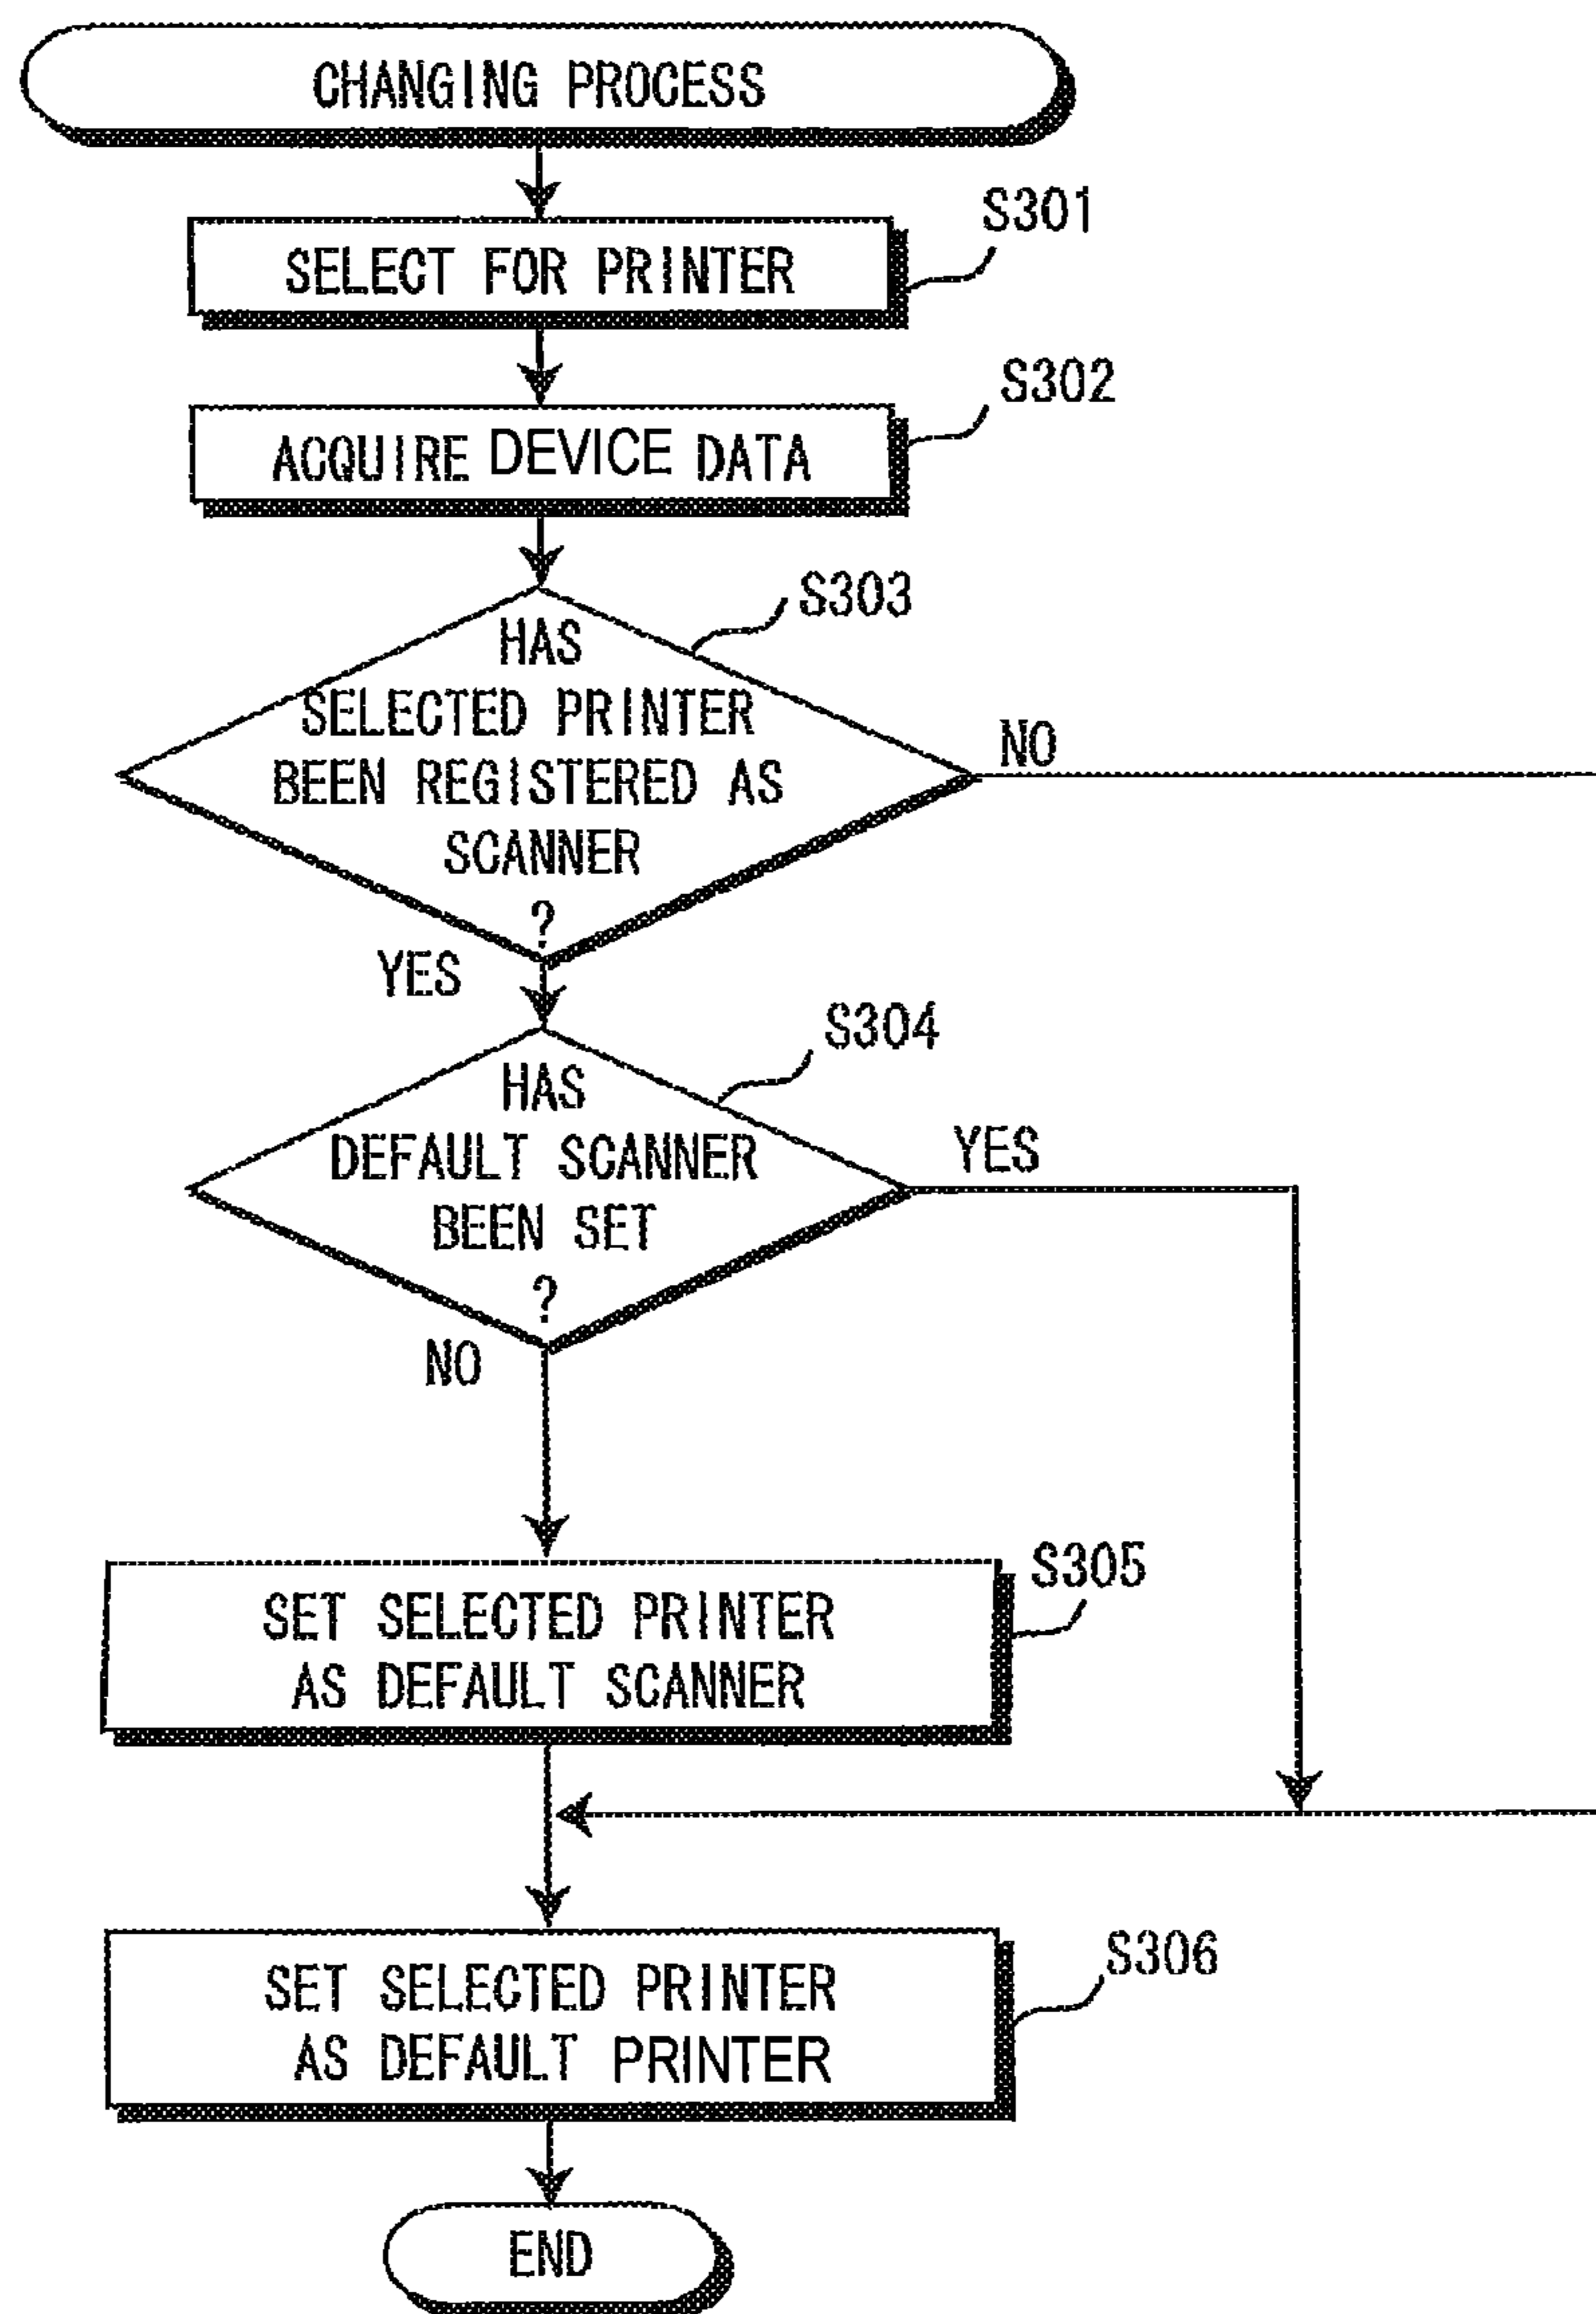 CHANGING PROCESS
S301
SELECT FOR PRINTER
S302
ACQUIRE DEVICE DATA
S303
HAS
SELECTED PRINTER
BEEN REGISTERED AS
SCANNER
?
NO
YES
S304
HAS
DEFAULT SCANNER
BEEN SET
?
YES
NO
S305
SET SELECTED PRINTER
AS DEFAULT SCANNER
S306
SET SELECTED PRINTER
AS DEFAULT PRINTER
END